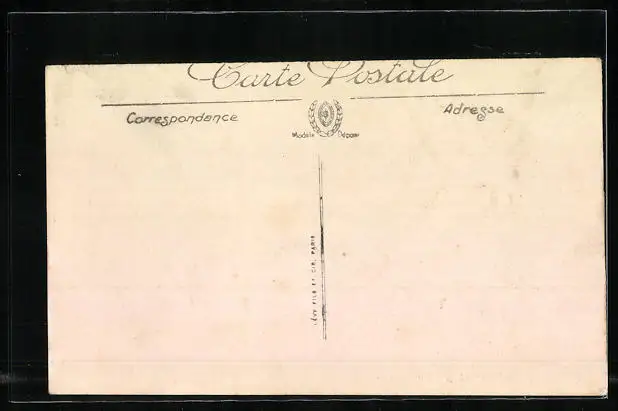 Carte Postale
Correspondance
Adresse
Modèle Déposé
LÉVY FILS ET CIE, PARIS